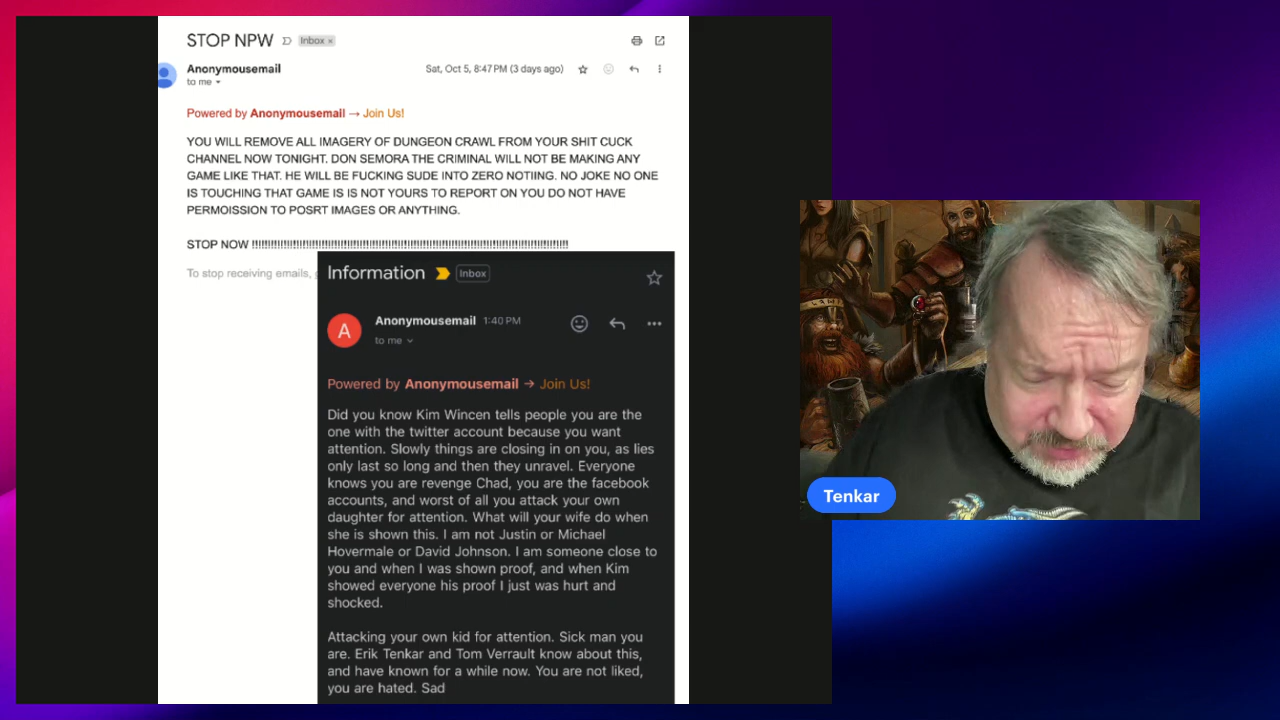 STOP NPW
Inbox ×
Anonymousemail
Sat, Oct 5, 8:47 PM (3 days ago)
to me
Powered by Anonymousemail → Join Us!
YOU WILL REMOVE ALL IMAGERY OF DUNGEON CRAWL FROM YOUR SHIT CUCK
CHANNEL NOW TONIGHT. DON SEMORA THE CRIMINAL WILL NOT BE MAKING ANY
GAME LIKE THAT. HE WILL BE FUCKING SUDE INTO ZERO NOTIING. NO JOKE NO ONE
IS TOUCHING THAT GAME IS IS NOT YOURS TO REPORT ON YOU DO NOT HAVE
PERMOISSION TO POSRT IMAGES OR ANYTHING.
STOP NOW !!!!!!!!!!!!!!!!!!!!!!!!!!!!!!!!!!!!!!!!!!!!!!!!!!!!!!!!!!!!!!!!!!!!!!!!!!!!!!!!!!!!!!!!
To stop receiving emails,
Information
Inbox
A
Anonymousemail 1:40 PM
to me
Powered by Anonymousemail → Join Us!
Did you know Kim Wincen tells people you are the
one with the twitter account because you want
attention. Slowly things are closing in on you, as lies
only last so long and then they unravel. Everyone
knows you are revenge Chad, you are the facebook
accounts, and worst of all you attack your own
daughter for attention. What will your wife do when
she is shown this. I am not Justin or Michael
Hovermale or David Johnson. I am someone close to
you and when I was shown proof, and when Kim
showed everyone his proof I just was hurt and
shocked.
Attacking your own kid for attention. Sick man you
are. Erik Tenkar and Tom Verrault know about this,
and have known for a while now. You are not liked,
you are hated. Sad
Tenkar